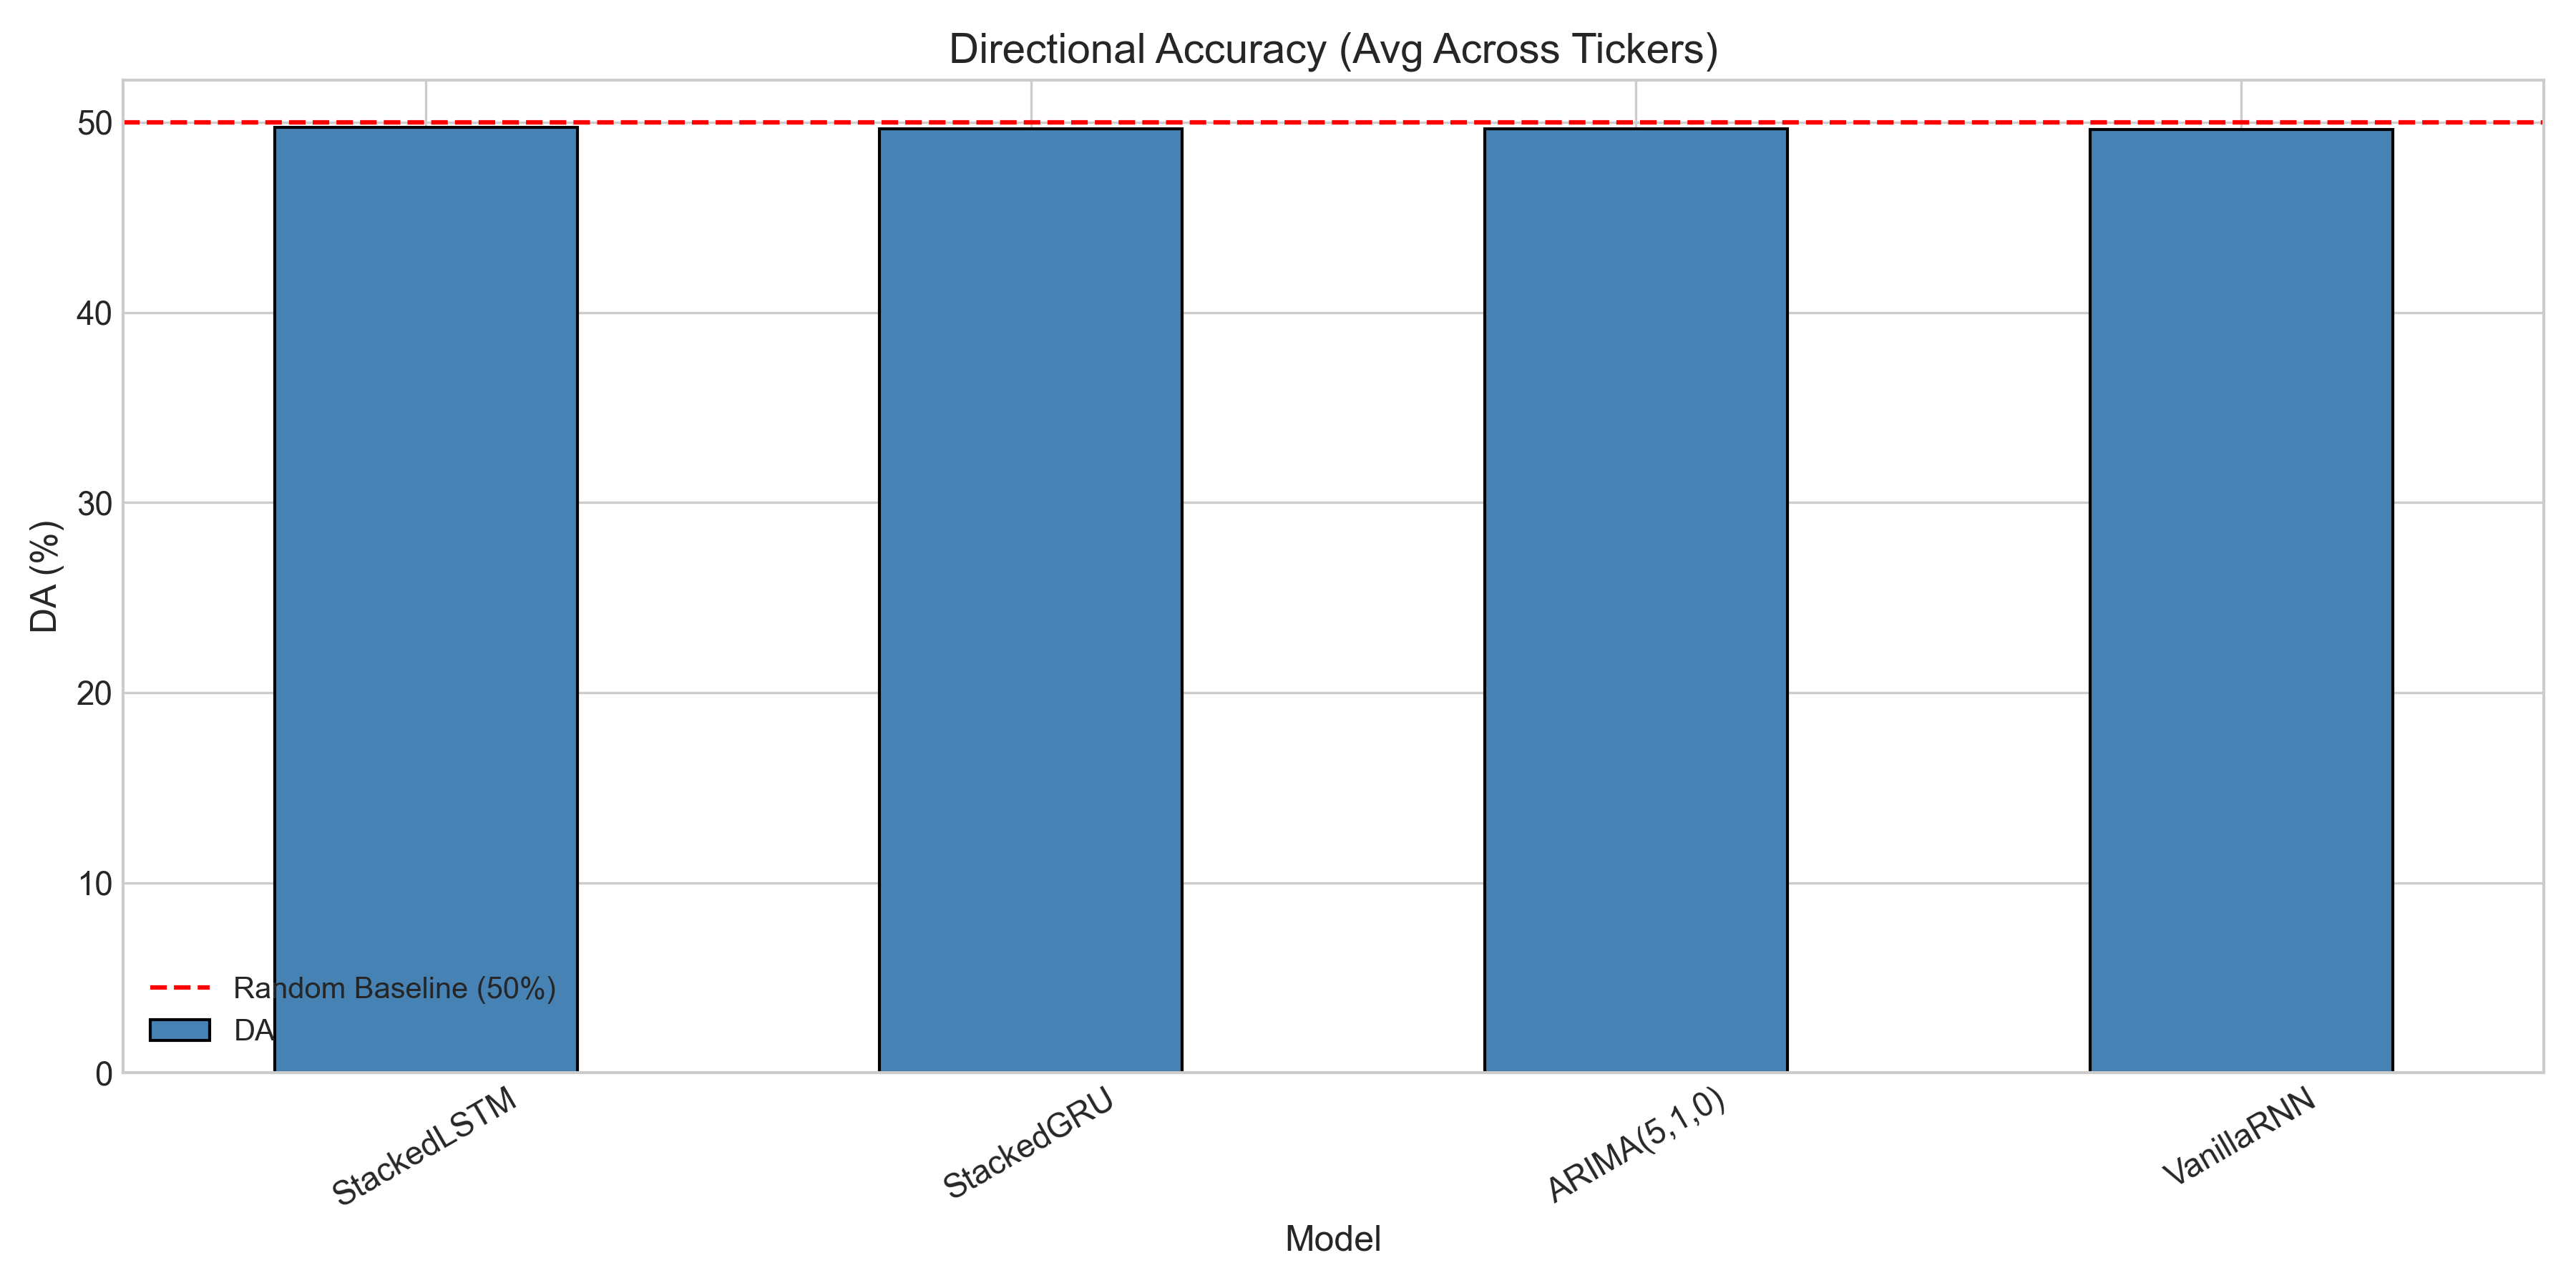 Directional Accuracy (Avg Across Tickers)
DA (%)
50
40
30
20
10
0
Random Baseline (50%)
DA
StackedLSTM
StackedGRU
ARIMA(5,1,0)
VanillaRNN
Model